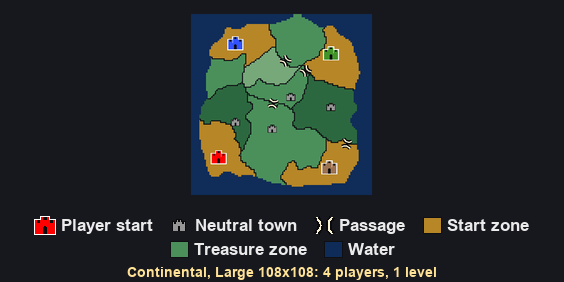 Player start Neutral town Passage Start zone
Treasure zone Water
Continental, Large 108x108: 4 players, 1 level